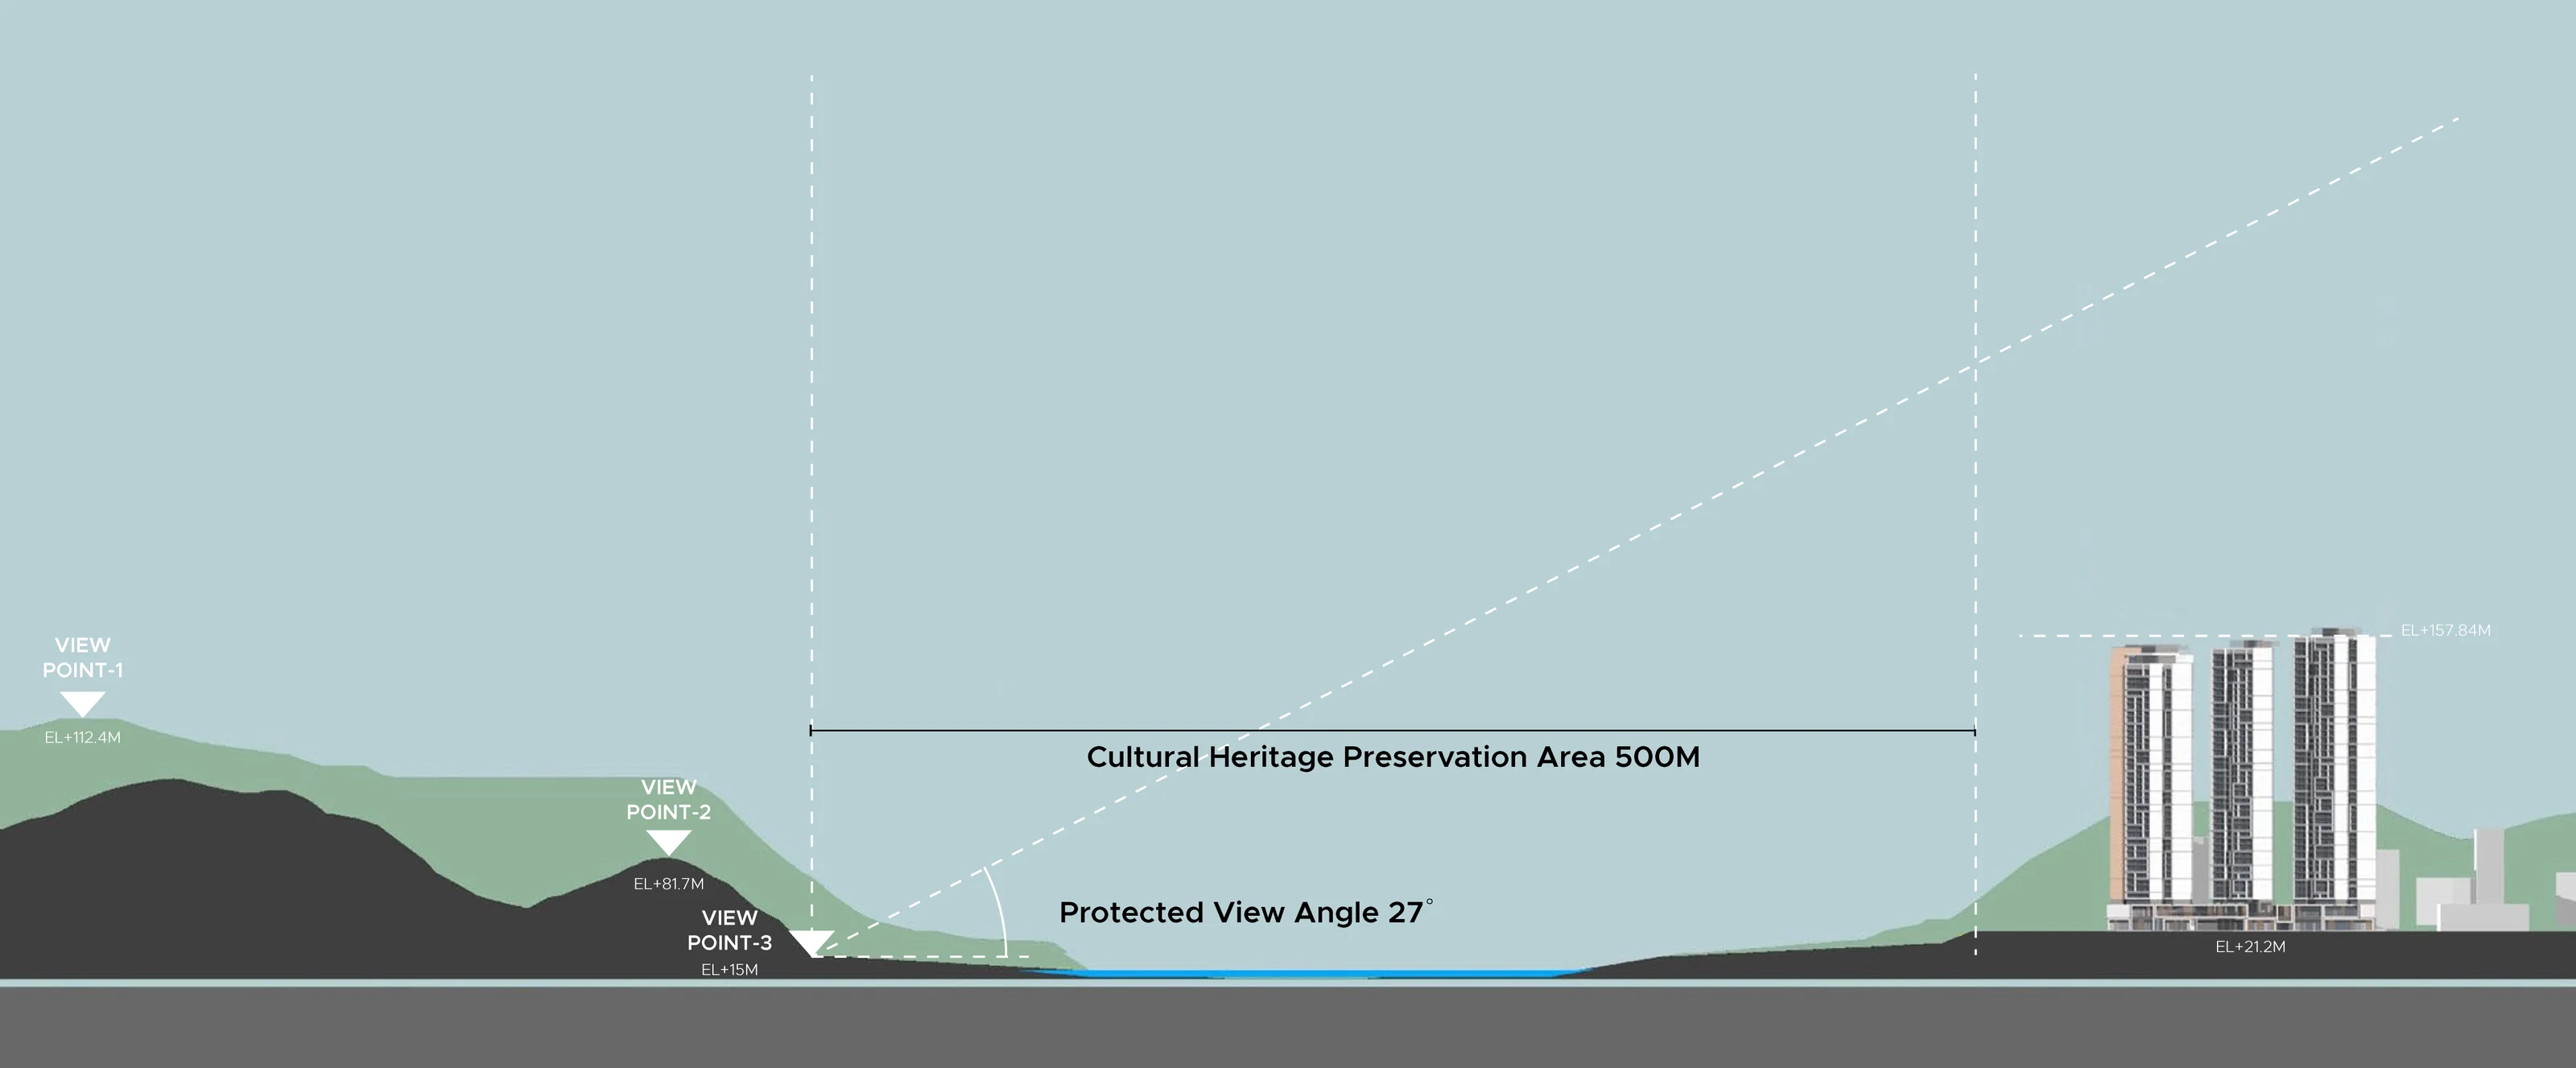 VIEW
POINT-1
EL+112.4M
VIEW
POINT-2
EL+81.7M
VIEW
POINT-3
EL+15M
Cultural Heritage Preservation Area 500M
Protected View Angle 27°
EL+157.84M
EL+21.2M